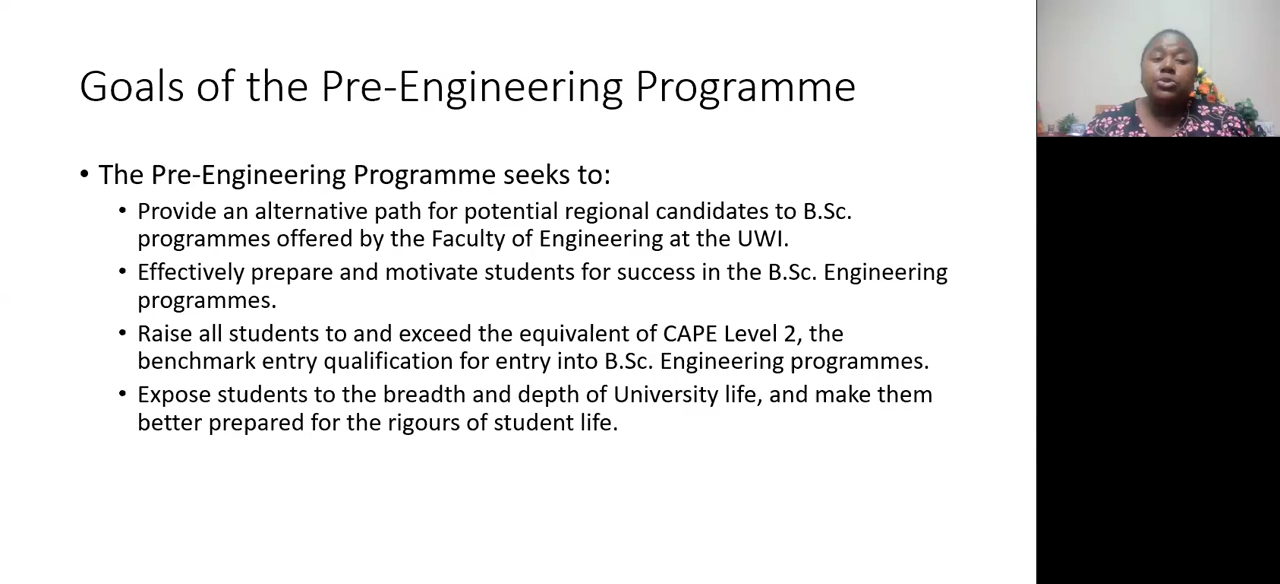 Goals of the Pre-Engineering Programme
• The Pre-Engineering Programme seeks to:
• Provide an alternative path for potential regional candidates to B.Sc.
programmes offered by the Faculty of Engineering at the UWI.
• Effectively prepare and motivate students for success in the B.Sc. Engineering
programmes.
• Raise all students to and exceed the equivalent of CAPE Level 2, the
benchmark entry qualification for entry into B.Sc. Engineering programmes.
• Expose students to the breadth and depth of University life, and make them
better prepared for the rigours of student life.